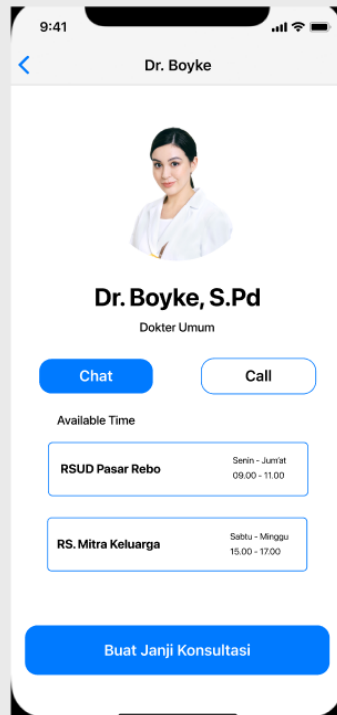 9:41
Dr. Boyke
Dr. Boyke, S.Pd
Dokter Umum
Chat
Call
Available Time
RSUD Pasar Rebo
Senin - Jum'at
09.00 - 11.00
RS. Mitra Keluarga
Sabtu - Minggu
15.00 - 17.00
Buat Janji Konsultasi